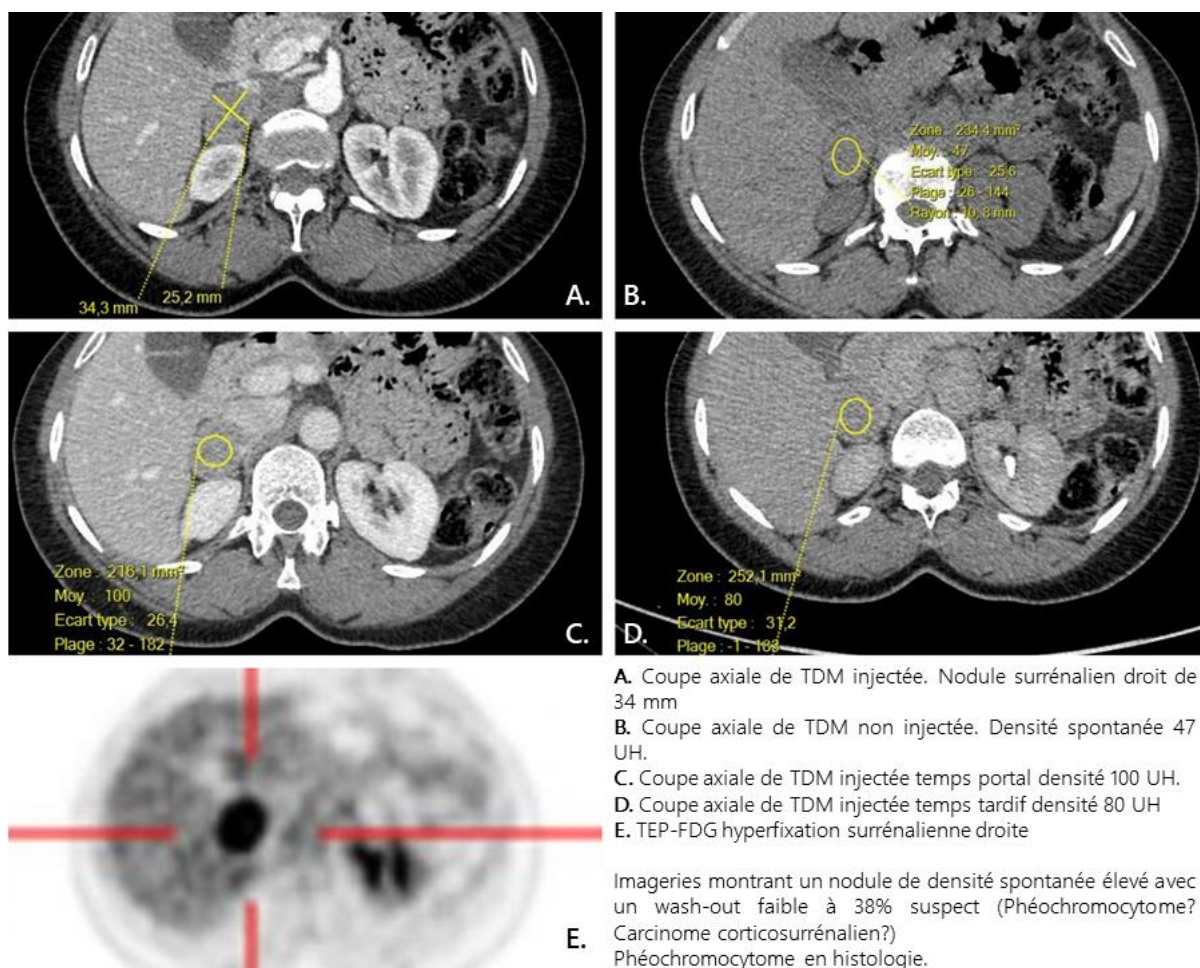 34,3 mm
25,2 mm
A.
Zone : 234,4 mm²
Moy. : 47
Ecart type : 25,6
Plage : -26 - 144
Rayon : 10,8 mm
B.
Zone : 216,1 mm²
Moy. : 100
Ecart type : 26,4
Plage : 32 - 182
C.
Zone : 252,1 mm²
Moy. : 80
Ecart type : 31,2
Plage : -1 - 183
D.
E.
A. Coupe axiale de TDM injectée. Nodule surrénalien droit de
34 mm
B. Coupe axiale de TDM non injectée. Densité spontanée 47
UH.
C. Coupe axiale de TDM injectée temps portal densité 100 UH.
D. Coupe axiale de TDM injectée temps tardif densité 80 UH
E. TEP-FDG hyperfixation surrénalienne droite
Imageries montrant un nodule de densité spontanée élevé avec
un wash-out faible à 38% suspect (Phéochromocytome?
Carcinome corticosurrénalien?)
Phéochromocytome en histologie.